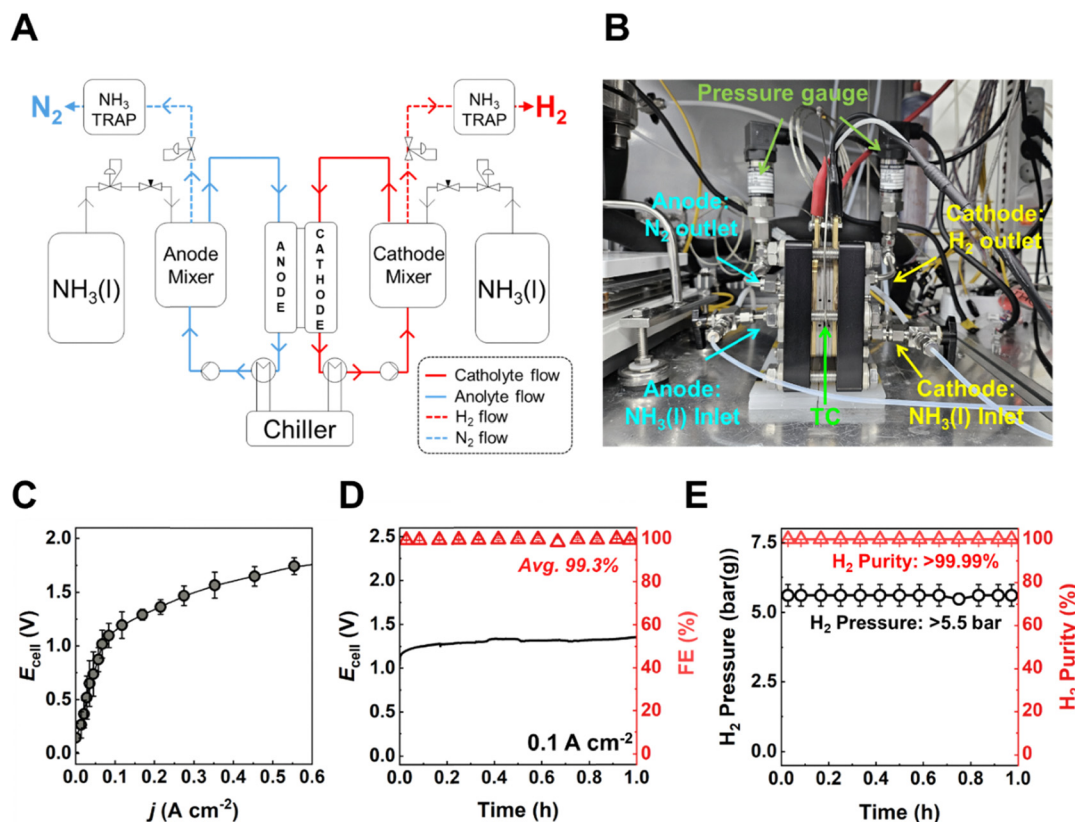 A
N₂
NH₃
TRAP
NH₃
TRAP
H₂
NH₃(l)
Anode
Mixer
ANODE
CATHODE
Cathode
Mixer
NH₃(l)
Chiller
Catholyte flow
Anolyte flow
H₂ flow
N₂ flow
B
Pressure gauge
Anode:
N₂ outlet
Cathode:
H₂ outlet
Anode:
NH₃(l) Inlet
TC
Cathode:
NH₃(l) Inlet
C
2.0
1.5
1.0
0.5
0.0
E_cell (V)
0.0 0.1 0.2 0.3 0.4 0.5 0.6
j (A cm⁻²)
D
2.5
2.0
1.5
1.0
0.5
0.0
E_cell (V)
Avg. 99.3%
0.1 A cm⁻²
100
80
60
40
20
0
FE (%)
0.0 0.2 0.4 0.6 0.8 1.0
Time (h)
E
7.5
5.0
2.5
0.0
H₂ Pressure (bar(g))
H₂ Purity: >99.99%
H₂ Pressure: >5.5 bar
100
80
60
40
20
0
H₂ Purity (%)
0.0 0.2 0.4 0.6 0.8 1.0
Time (h)